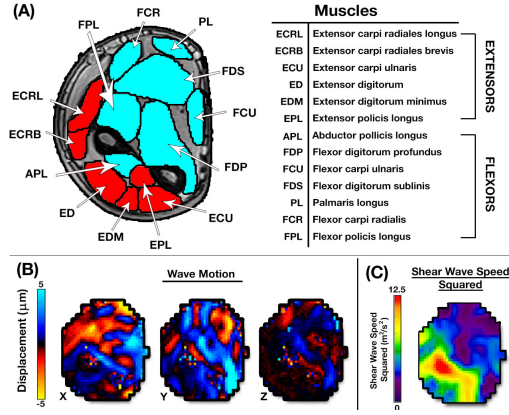 (A)
FCR
PL
FPL
FDS
ECRL
FCU
ECRB
FDP
APL
ED
ECU
EDM
EPL
Muscles
ECRL Extensor carpi radiales longus
ECRB Extensor carpi radiales brevis
ECU Extensor carpi ulnaris
ED Extensor digitorum
EDM Extensor digitorum minimus
EPL Extensor policis longus
APL Abductor pollicis longus
FDP Flexor digitorum profundus
FCU Flexor carpi ulnaris
FDS Flexor digitorum sublinis
PL Palmaris longus
FCR Flexor carpi radialis
FPL Flexor policis longus
EXTENSORS
FLEXORS
(B)
Wave Motion
5
Displacement (μm)
-5
X
Y
Z
(C)
Shear Wave Speed
Squared
12.5
Shear Wave Speed
Squared (m²/s²)
0